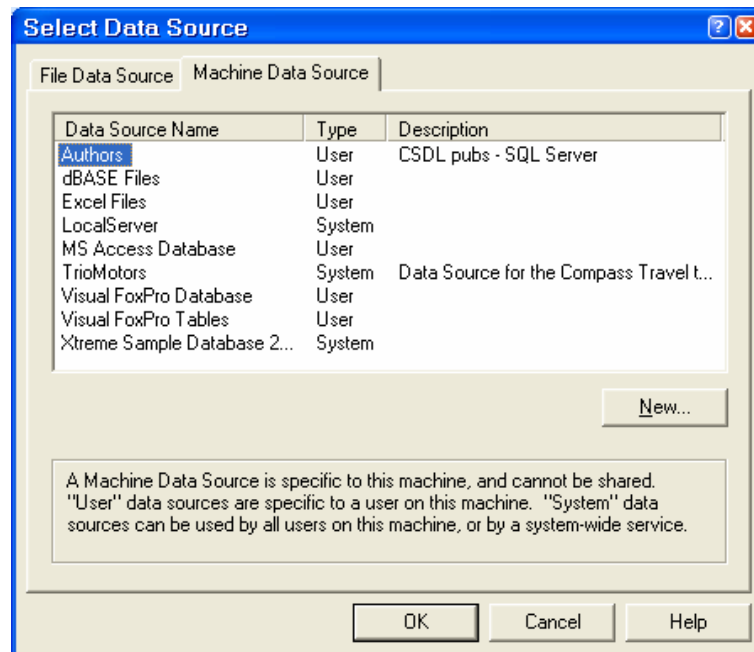 Select Data Source
File Data Source Machine Data Source
Data Source Name Type Description
Authors User CSDL pubs - SQL Server
dBASE Files User
Excel Files User
LocalServer System
MS Access Database User
TrioMotors System Data Source for the Compass Travel t...
Visual FoxPro Database User
Visual FoxPro Tables User
Xtreme Sample Database 2... System
New...
A Machine Data Source is specific to this machine, and cannot be shared.
"User" data sources are specific to a user on this machine. "System" data
sources can be used by all users on this machine, or by a system-wide service.
OK Cancel Help